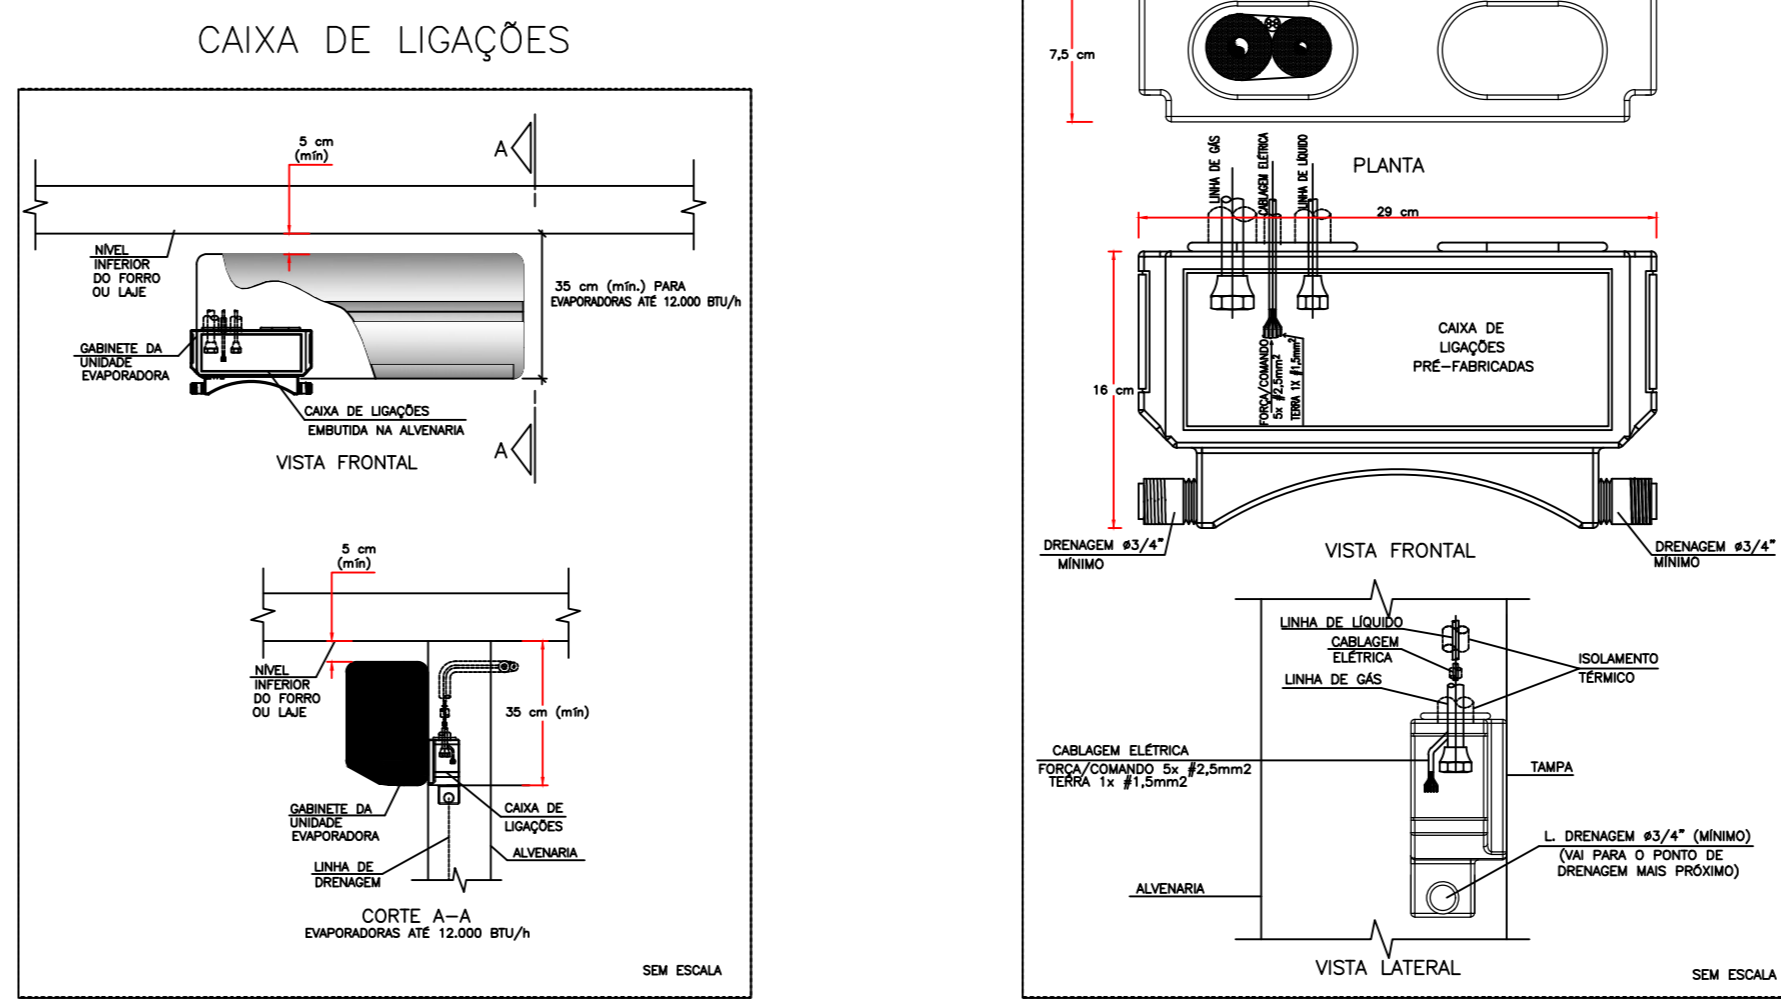 CAIXA DE LIGAÇÕES
5 cm
(mín)
A
NÍVEL
INFERIOR
DO FORRO
OU LAJE
35 cm (mín.) PARA
EVAPORADORAS ATÉ 12.000 BTU/h
GABINETE DA
UNIDADE
EVAPORADORA
CAIXA DE LIGAÇÕES
EMBUTIDA NA ALVENARIA
A
VISTA FRONTAL
5 cm
(mín)
NÍVEL
INFERIOR
DO FORRO
OU LAJE
35 cm (mín)
GABINETE DA
UNIDADE
EVAPORADORA
CAIXA DE
LIGAÇÕES
LINHA DE
DRENAGEM
ALVENARIA
CORTE A-A
EVAPORADORAS ATÉ 12.000 BTU/h
SEM ESCALA
7,5 cm
PLANTA
LINHA DE GÁS
CABLAGEM ELÉTRICA
LINHA DE LÍQUIDO
29 cm
16 cm
CAIXA DE
LIGAÇÕES
PRÉ-FABRICADAS
FORÇA/COMANDO
5x #2,5mm2
TERRA 1X #1,5mm2
DRENAGEM ø3/4"
MÍNIMO
VISTA FRONTAL
DRENAGEM ø3/4"
MÍNIMO
LINHA DE LÍQUIDO
CABLAGEM
ELÉTRICA
LINHA DE GÁS
ISOLAMENTO
TÉRMICO
CABLAGEM ELÉTRICA
FORÇA/COMANDO 5x #2,5mm2
TERRA 1x #1,5mm2
TAMPA
L. DRENAGEM ø3/4" (MÍNIMO)
(VAI PARA O PONTO DE
DRENAGEM MAIS PRÓXIMO)
ALVENARIA
VISTA LATERAL
SEM ESCALA